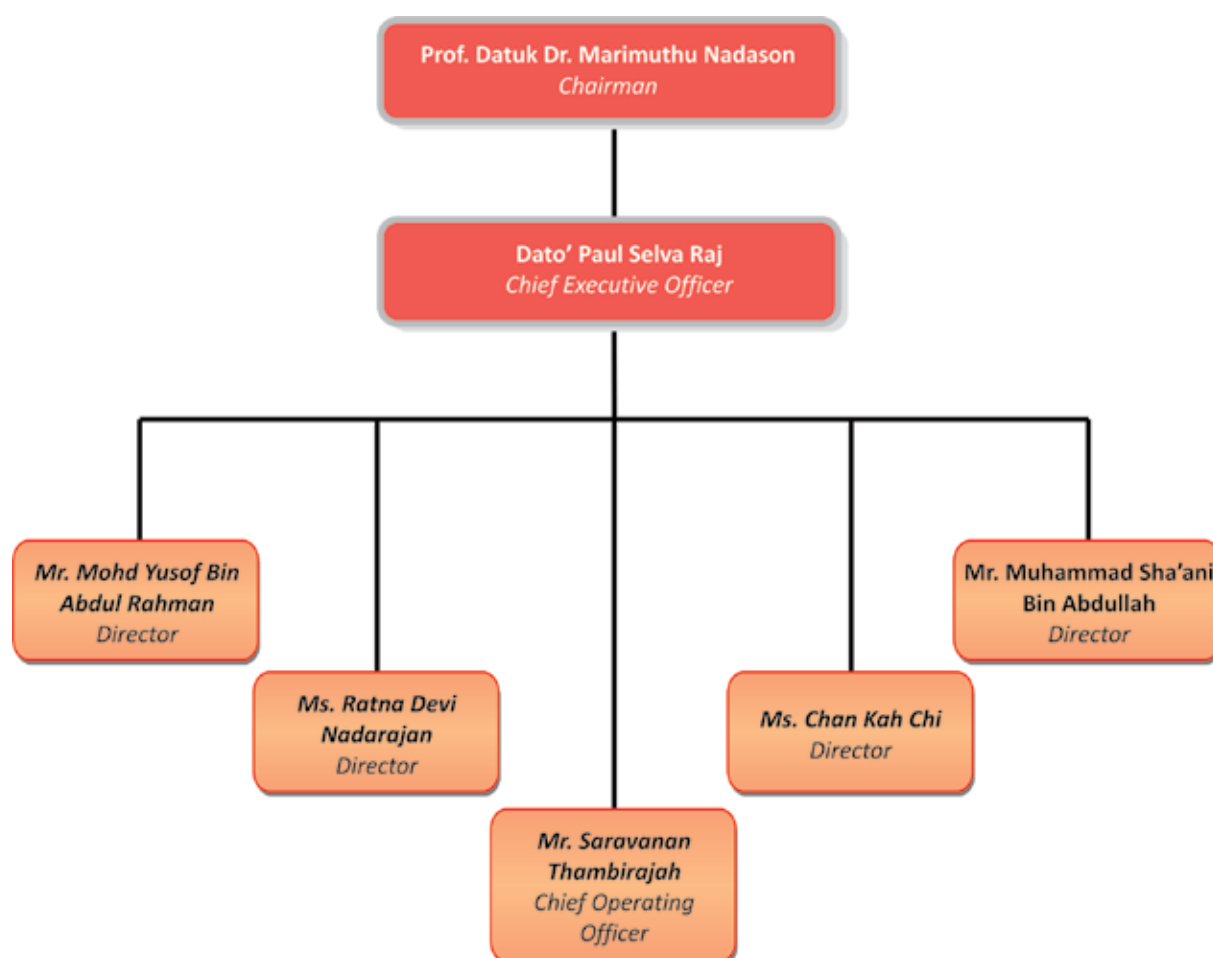 Prof. Datuk Dr. Marimuthu Nadason
Chairman
Dato’ Paul Selva Raj
Chief Executive Officer
Mr. Mohd Yusof Bin
Abdul Rahman
Director
Ms. Ratna Devi
Nadarajan
Director
Mr. Saravanan
Thambirajah
Chief Operating
Officer
Ms. Chan Kah Chi
Director
Mr. Muhammad Sha’ani
Bin Abdullah
Director